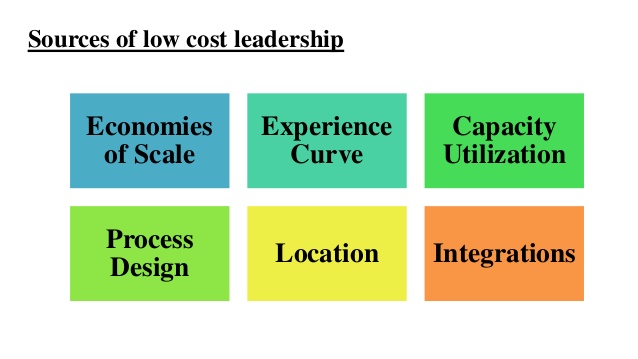 Sources of low cost leadership
Economies
of Scale
Experience
Curve
Capacity
Utilization
Process
Design
Location
Integrations